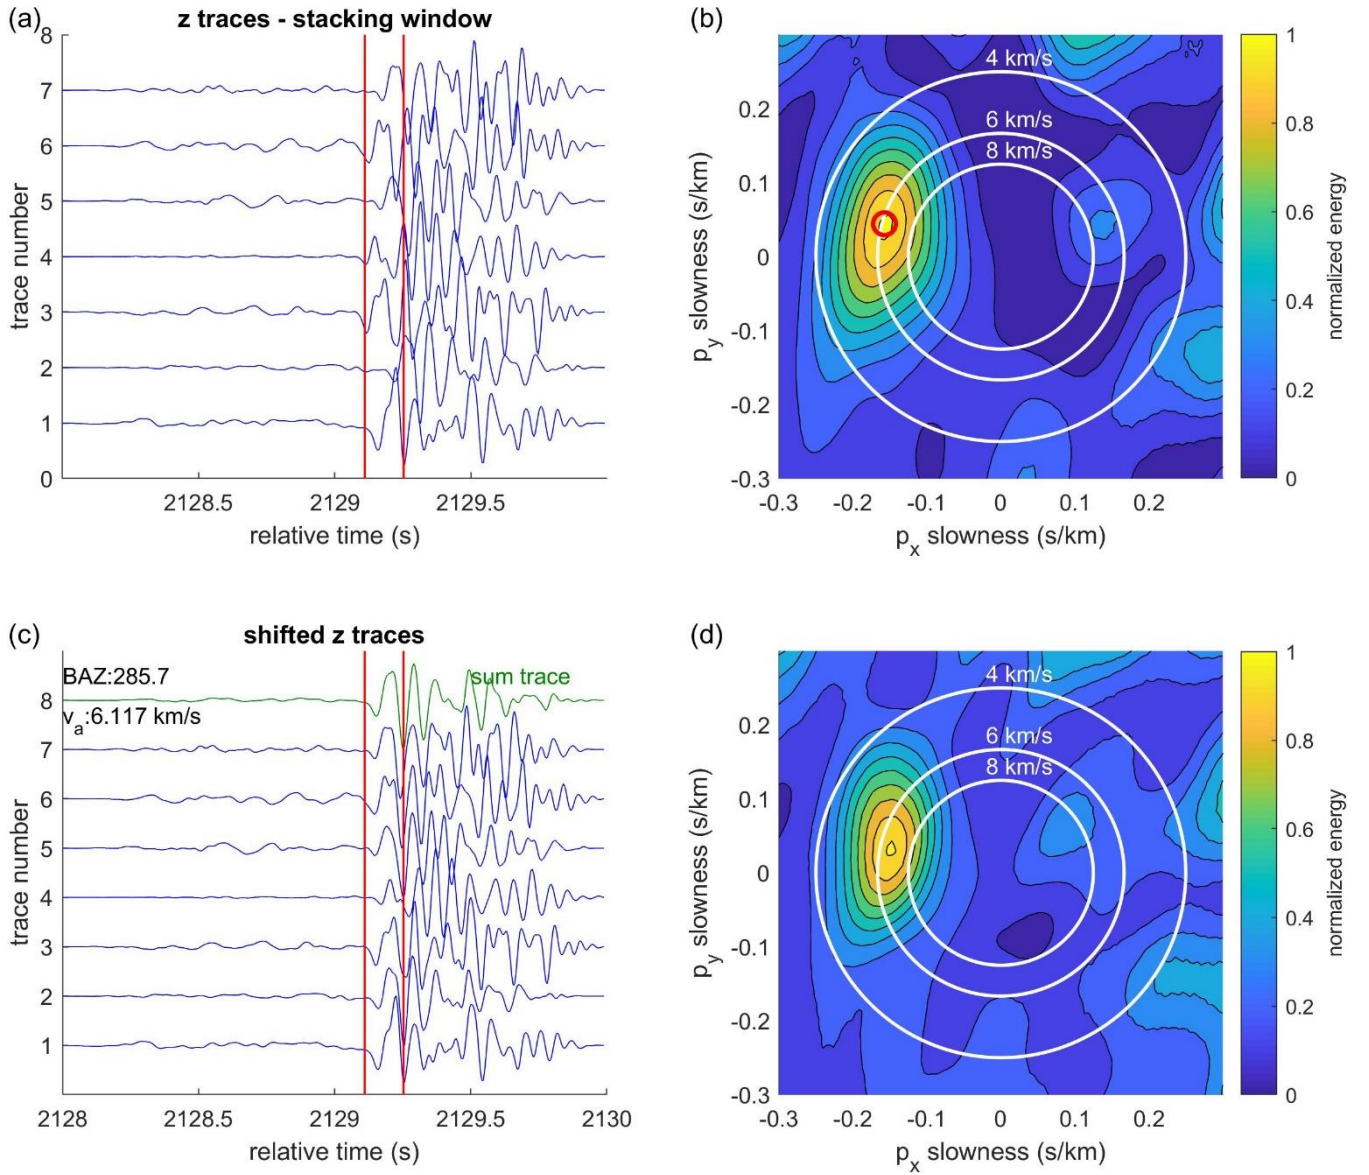 (a)
z traces - stacking window
8
7
6
5
4
3
2
1
0
trace number
2128.5
2129
2129.5
relative time (s)
(b)
4 km/s
6 km/s
8 km/s
0.2
0.1
0
-0.1
-0.2
-0.3
p_y slowness (s/km)
-0.3
-0.2
-0.1
0
0.1
0.2
p_x slowness (s/km)
1
0.8
0.6
0.4
0.2
0
normalized energy
(c)
shifted z traces
BAZ:285.7
v_a:6.117 km/s
sum trace
8
7
6
5
4
3
2
1
trace number
2128
2128.5
2129
2129.5
2130
relative time (s)
(d)
4 km/s
6 km/s
8 km/s
0.2
0.1
0
-0.1
-0.2
-0.3
p_y slowness (s/km)
-0.3
-0.2
-0.1
0
0.1
0.2
p_x slowness (s/km)
1
0.8
0.6
0.4
0.2
0
normalized energy